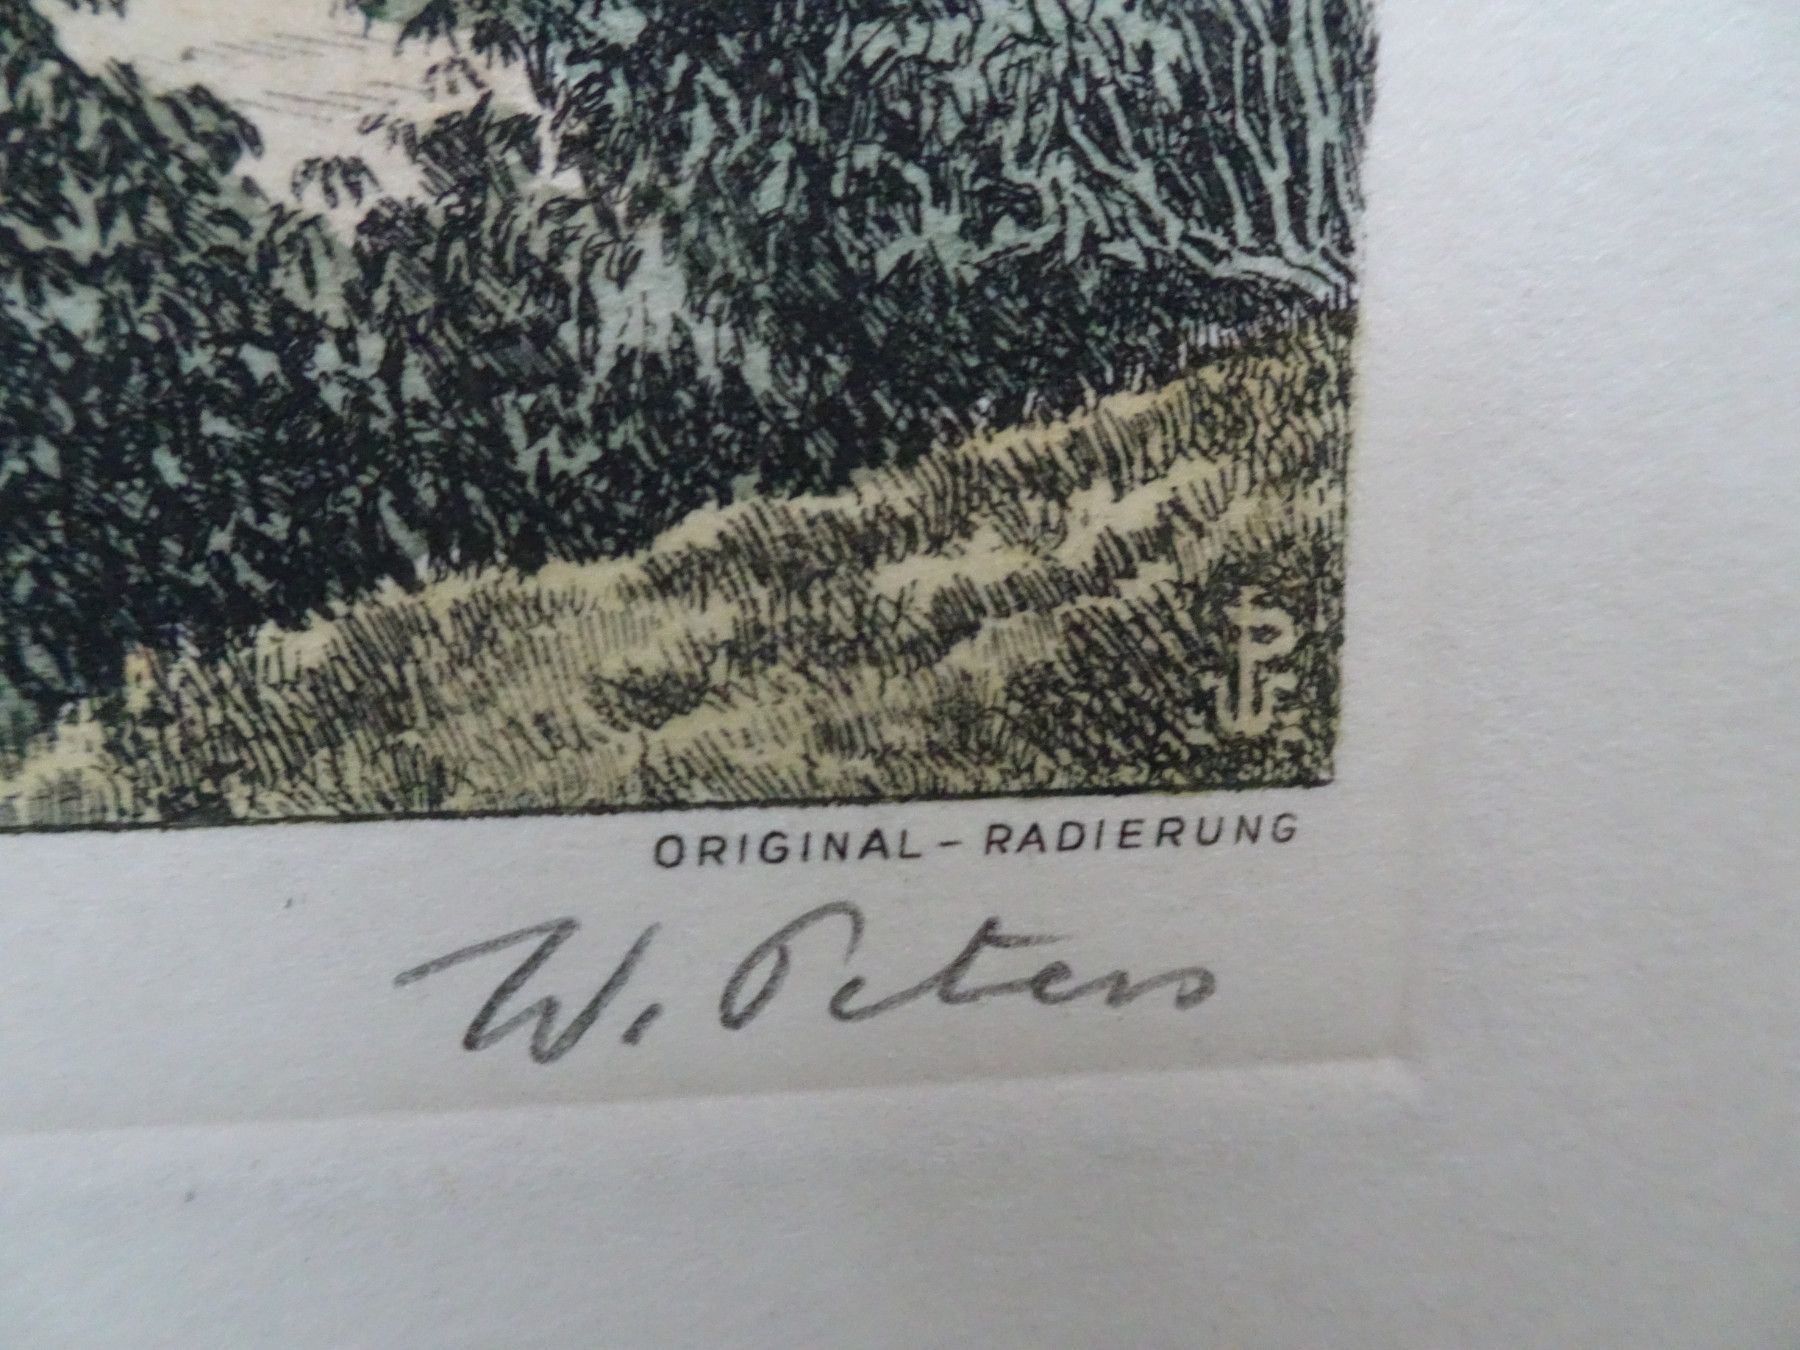 ORIGINAL - RADIERUNG
W. Peters